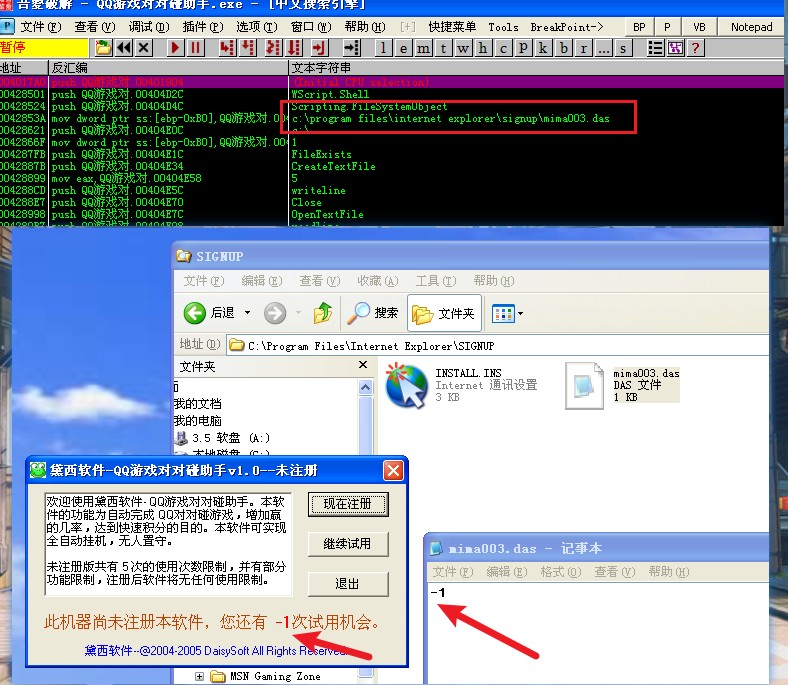 吾爱破解 - QQ游戏对对碰助手.exe - [中文搜索引擎]
文件(F) 查看(V) 调试(D) 插件(P) 选项(T) 窗口(W) 帮助(H) [+] 快捷菜单 Tools BreakPoint-> BP P VB Notepad
暂停 l e m t w h c P k b r ... s ?
地址 反汇编 文本字符串
004017A0 push QQ游戏对.00401904 (Initial CPU selection)
00428501 push QQ游戏对.00404D2C WScript.Shell
00428524 push QQ游戏对.00404D4C Scripting.FileSystemObject
0042853A mov dword ptr ss:[ebp-0xB0],QQ游戏对.00 c:\program files\internet explorer\signup\mima003.das
00428621 push QQ游戏对.00404E0C c:\
0042866F mov dword ptr ss:[ebp-0xB0],QQ游戏对.004 1
004287FB push QQ游戏对.00404E1C FileExists
0042887B push QQ游戏对.00404E34 CreateTextFile
00428899 mov eax,QQ游戏对.00404E58 5
004288CD push QQ游戏对.00404E5C writeline
004288E7 push QQ游戏对.00404E70 Close
00428998 push QQ游戏对.00404E7C OpenTextFile
SIGNUP
文件(F) 编辑(E) 查看(V) 收藏(A) 工具(T) 帮助(H)
后退 搜索 文件夹
地址(D) C:\Program Files\Internet Explorer\SIGNUP
文件夹
我的文档
我的电脑
3.5 软盘 (A:)
本地磁盘 (C:)
INSTALL.INS
Internet 通讯设置
3 KB
mima003.das
DAS 文件
1 KB
黛西软件-QQ游戏对对碰助手v1.0--未注册
欢迎使用黛西软件-QQ游戏对对碰助手。本软
件的功能为自动完成 QQ对对碰游戏，增加赢
的几率，达到快速积分的目的。本软件可实现
全自动挂机，无人置守。
未注册版共有 5次的使用次数限制，并有部分
功能限制，注册后软件将无任何使用限制。
现在注册
继续试用
退出
此机器尚未注册本软件，您还有 -1次试用机会。
黛西软件--@2004-2005 DaisySoft All Rights Reserved.
mima003.das - 记事本
文件(F) 编辑(E) 格式(O) 查看(V) 帮助(H)
-1
MSN Gaming Zone